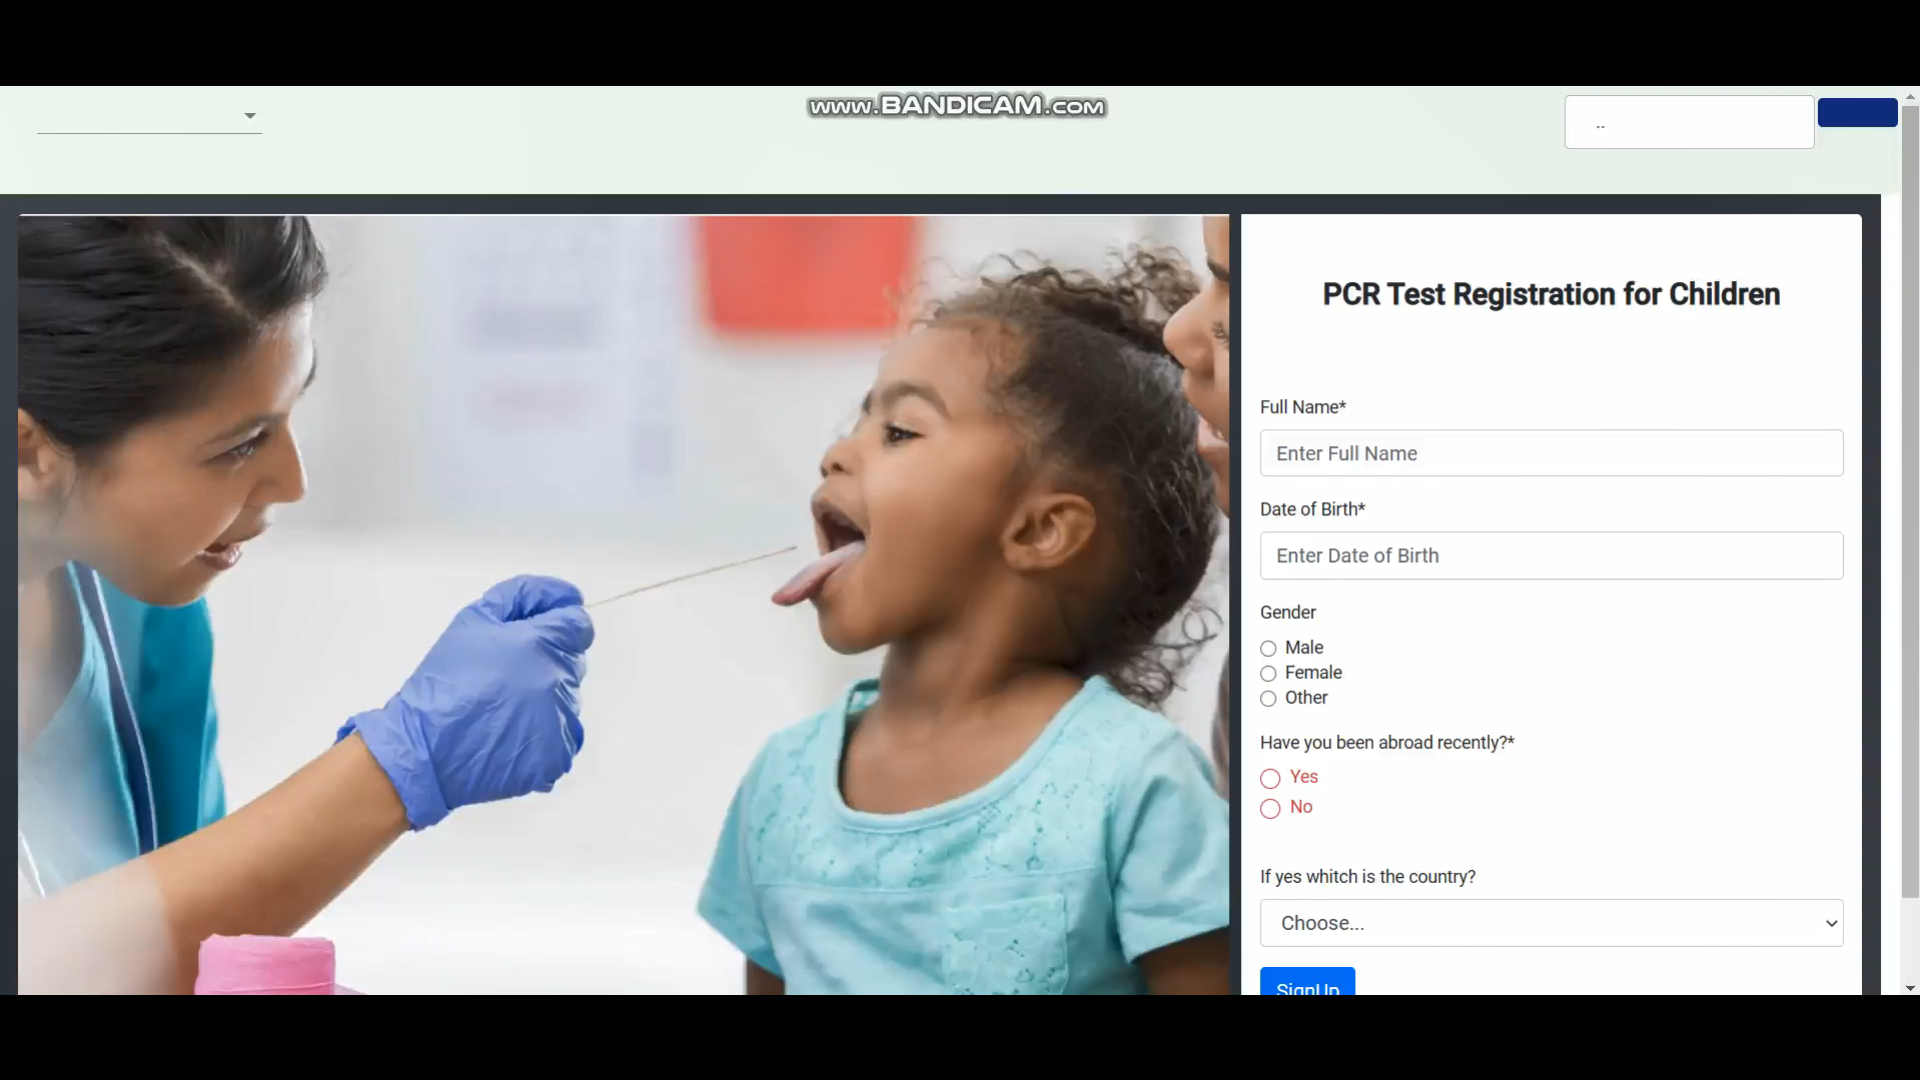 www.BANDICAM.com
..
PCR Test Registration for Children
Full Name*
Enter Full Name
Date of Birth*
Enter Date of Birth
Gender
Male
Female
Other
Have you been abroad recently?*
Yes
No
If yes whitch is the country?
Choose...
SignUp